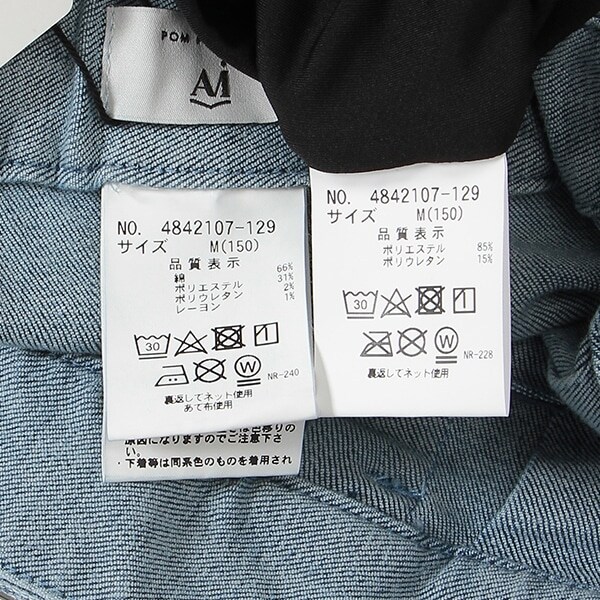 POM P
Ai
NO. 4842107-129
サイズ M(150)
品質表示
綿 66%
ポリエステル 31%
ポリウレタン 2%
レーヨン 1%
30
W
NR-240
裏返してネット使用
あて布使用
原因になりますのでご注意下さ
い。
・下着等は同系色のものを着用され
NO. 4842107-129
サイズ M(150)
品質表示
ポリエステル 85%
ポリウレタン 15%
30
W
NR-228
裏返してネット使用